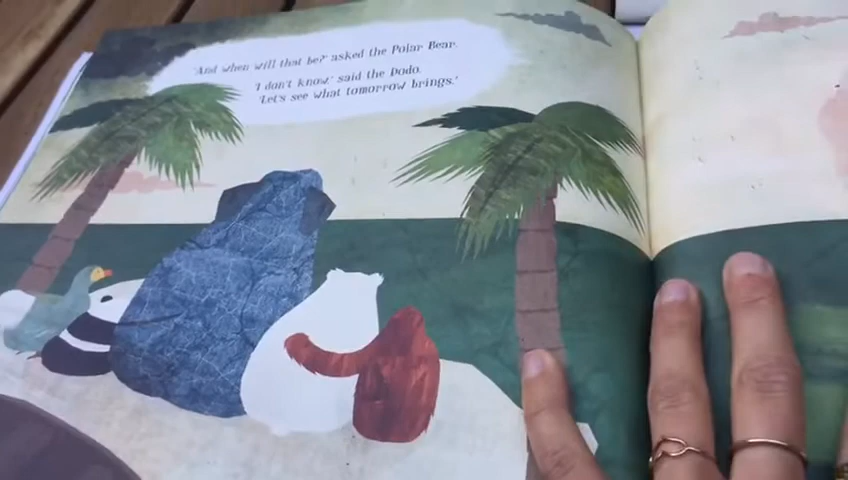 'And when will that be?' asked the Polar Bear.
'I don't know,' said the Dodo.
'Let's see what tomorrow brings.'